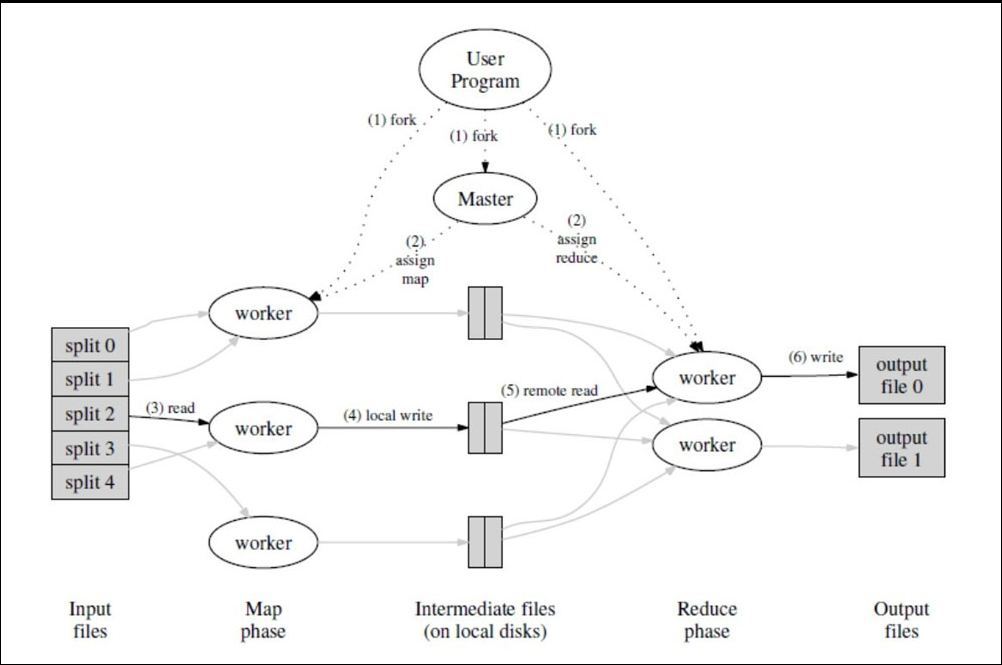 User
Program
(1) fork
(1) fork
(1) fork
Master
(2)
assign
map
(2)
assign
reduce
worker
split 0
split 1
split 2
split 3
split 4
(3) read
worker
(4) local write
(5) remote read
worker
(6) write
output
file 0
worker
output
file 1
worker
Input
files
Map
phase
Intermediate files
(on local disks)
Reduce
phase
Output
files